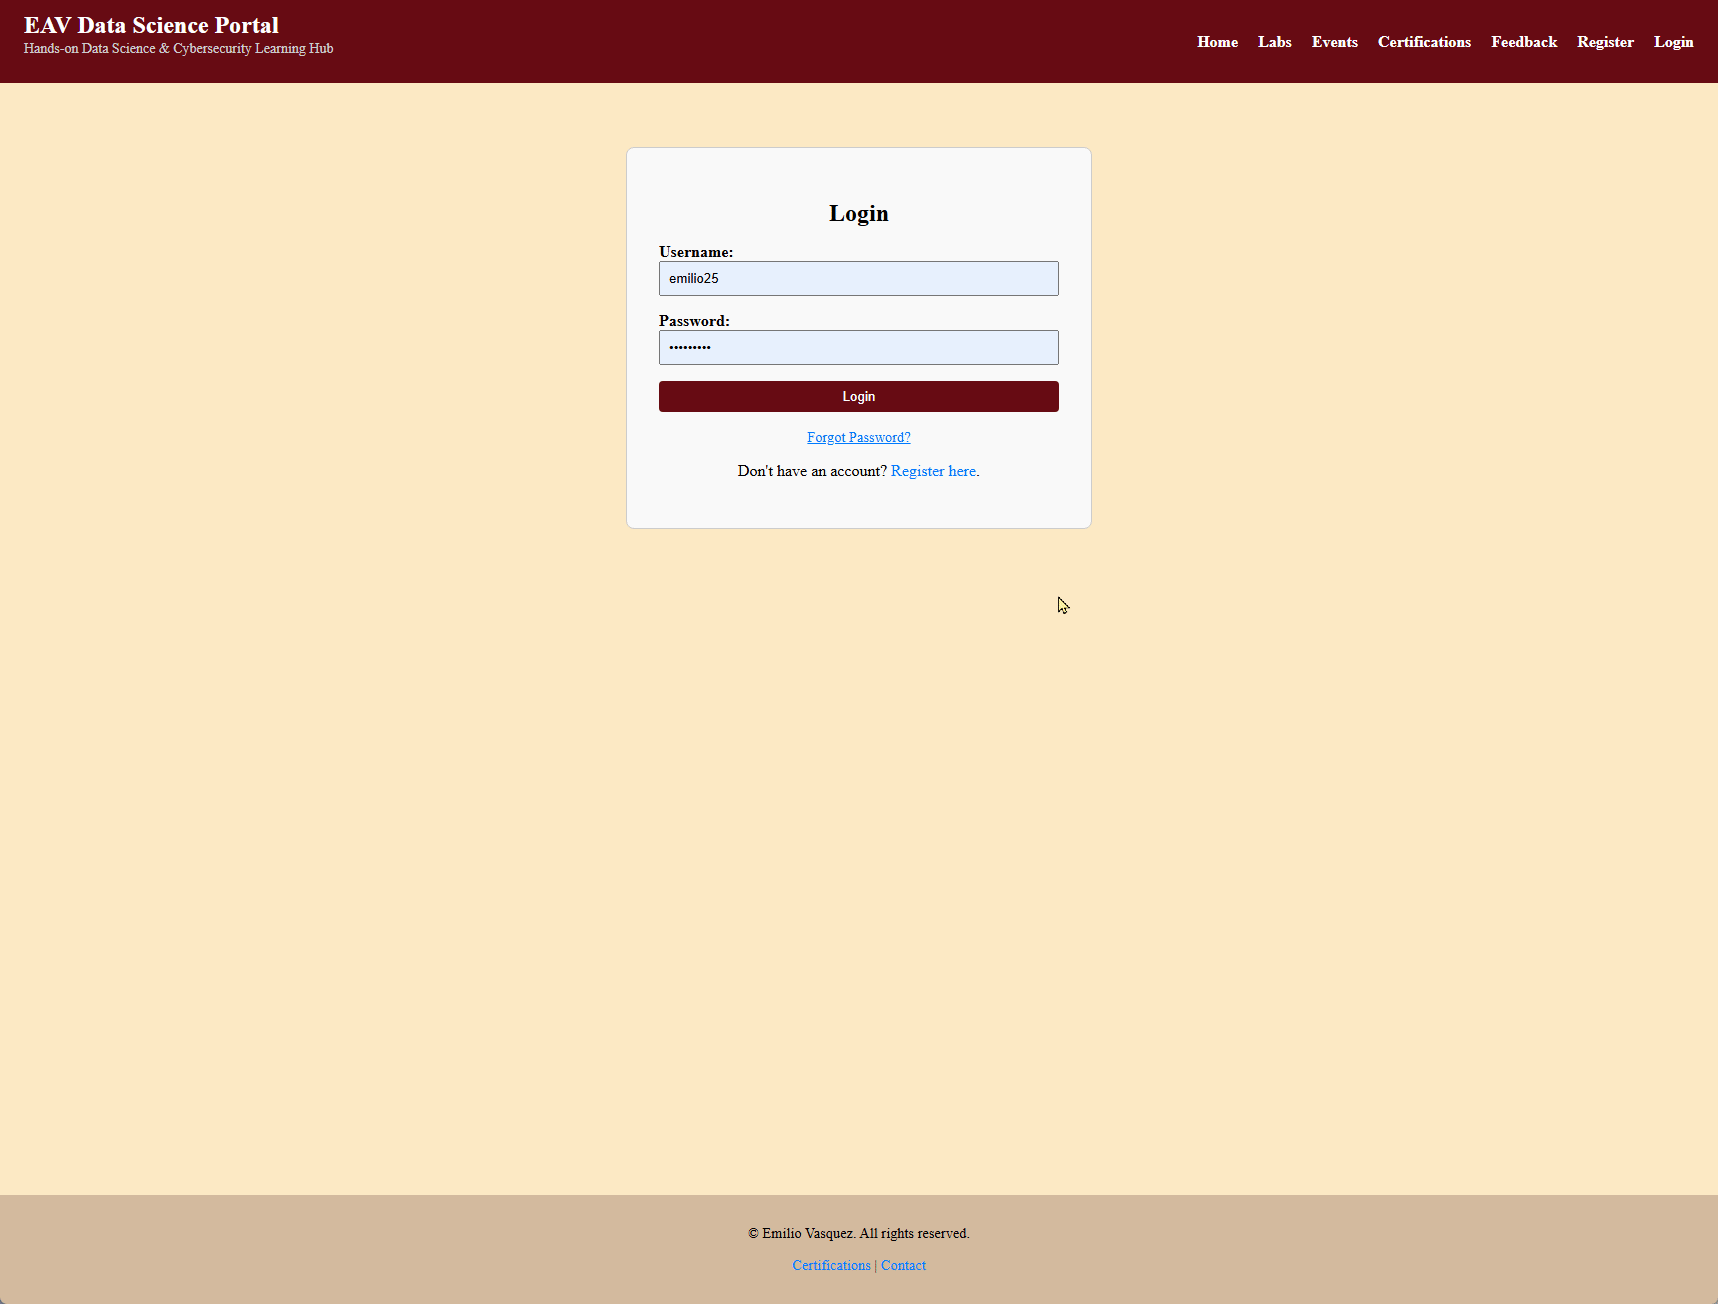 EAV Data Science Portal
Hands-on Data Science & Cybersecurity Learning Hub
Home Labs Events Certifications Feedback Register Login
Login
Username:
emilio25
Password:
•••••••••
Login
Forgot Password?
Don't have an account? Register here.
© Emilio Vasquez. All rights reserved.
Certifications | Contact